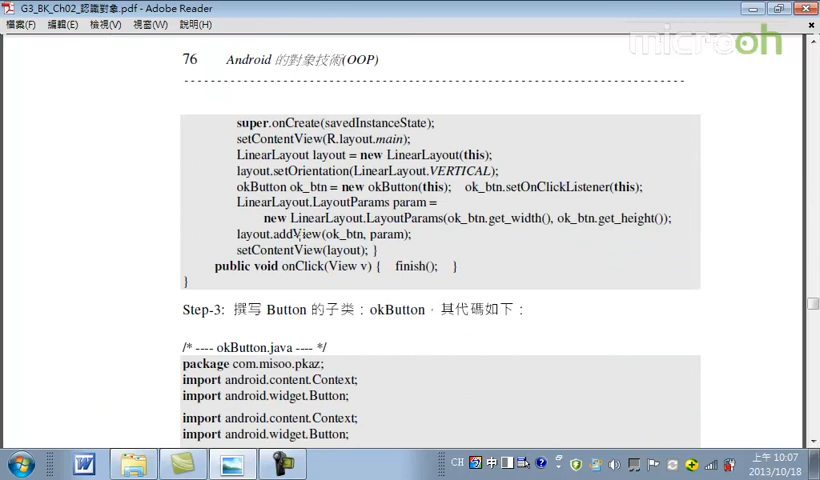 G3_BK_Ch02_認識對象.pdf - Adobe Reader
檔案(F) 編輯(E) 檢視(V) 視窗(W) 說明(H)
microoh
76 Android 的對象技術(OOP)
super.onCreate(savedInstanceState);
setContentView(R.layout.main);
LinearLayout layout = new LinearLayout(this);
layout.setOrientation(LinearLayout.VERTICAL);
okButton ok_btn = new okButton(this); ok_btn.setOnClickListener(this);
LinearLayout.LayoutParams param =
new LinearLayout.LayoutParams(ok_btn.get_width(), ok_btn.get_height());
layout.addView(ok_btn, param);
setContentView(layout); }
public void onClick(View v) { finish(); }
}
Step-3: 撰写 Button 的子类：okButton，其代碼如下：
/* ---- okButton.java ---- */
package com.misoo.pkaz;
import android.content.Context;
import android.widget.Button;
import android.content.Context;
import android.widget.Button;
CH 中
上午 10:07
2013/10/18